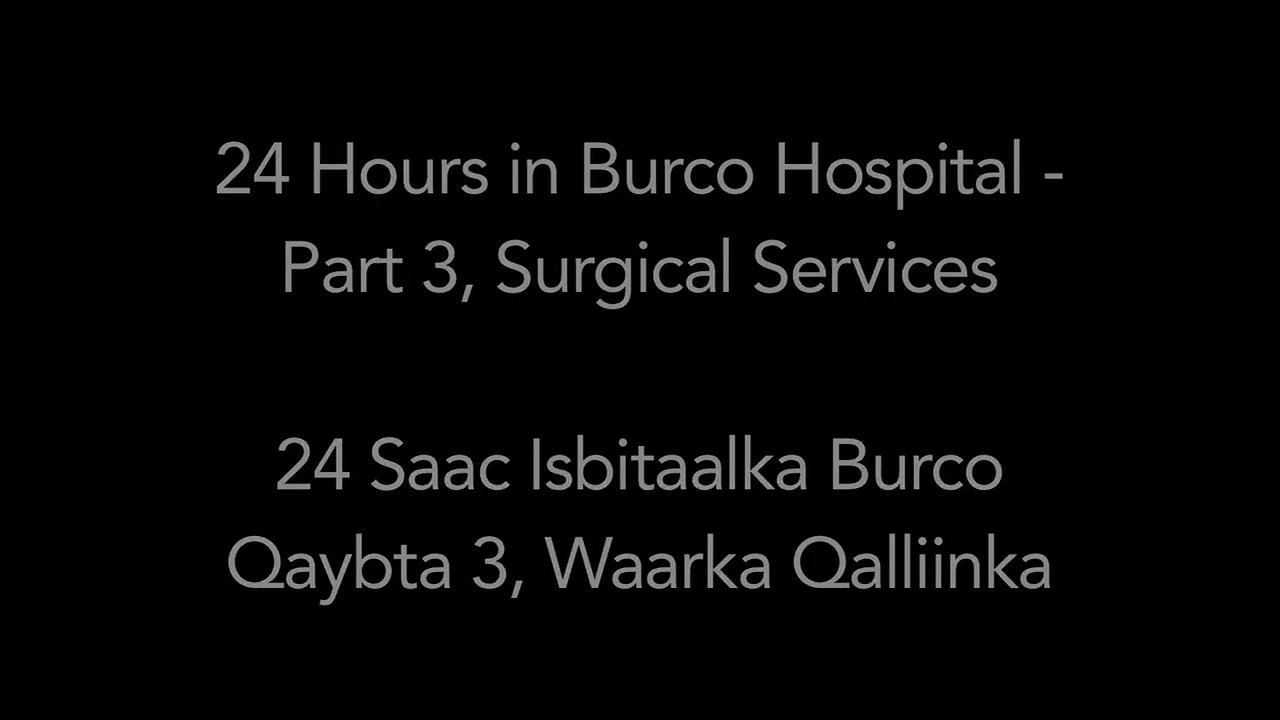 24 Hours in Burco Hospital -
Part 3, Surgical Services
24 Saac Isbitaalka Burco
Qaybta 3, Waarka Qalliinka